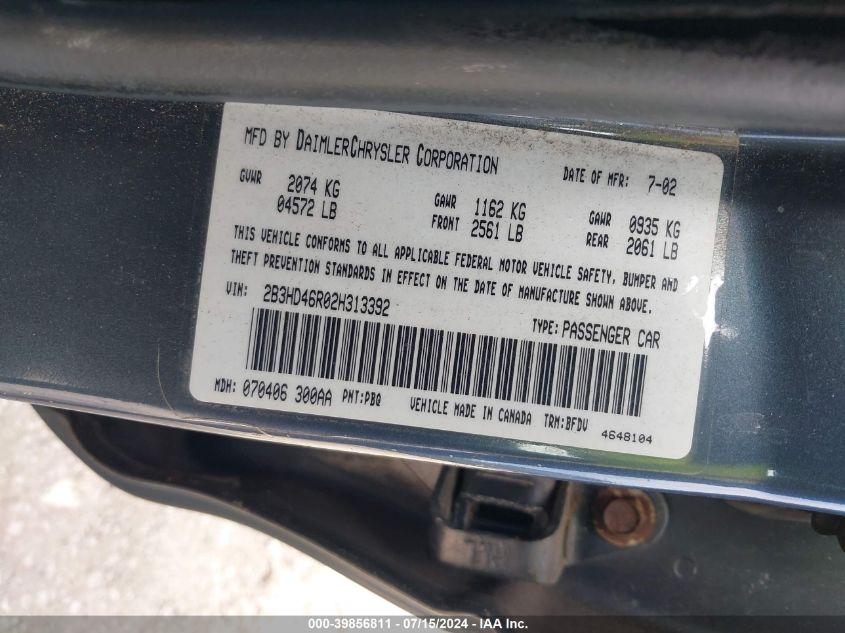 MFD BY DAIMLERCHRYSLER CORPORATION DATE OF MFR: 7-02
GVWR 2074 KG GAWR 1162 KG GAWR 0935 KG
04572 LB FRONT 2561 LB REAR 2061 LB
THIS VEHICLE CONFORMS TO ALL APPLICABLE FEDERAL MOTOR VEHICLE SAFETY, BUMPER AND
THEFT PREVENTION STANDARDS IN EFFECT ON THE DATE OF MANUFACTURE SHOWN ABOVE.
VIN: 2B3HD46R02H313392 TYPE: PASSENGER CAR
MDH: 070406 300AA PNT:PBQ VEHICLE MADE IN CANADA TRM:BFDV
4648104
000-39856811 - 07/15/2024 - IAA Inc.